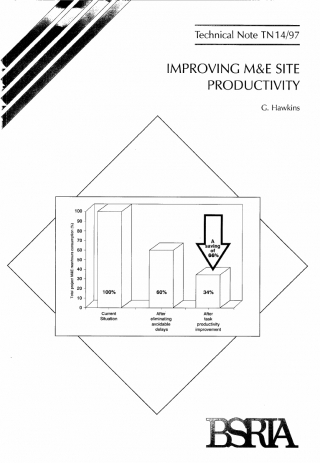 Technical Note TN14/97
IMPROVING M&E SITE
PRODUCTIVITY
G. Hawkins
100
90
80
70
60
50
40
30
20
10
0
A
saving
of
66%
100%
60%
34%
Current
Situation
After
eliminating
avoidable
delays
After
task
productivity
improvement
BSRIA